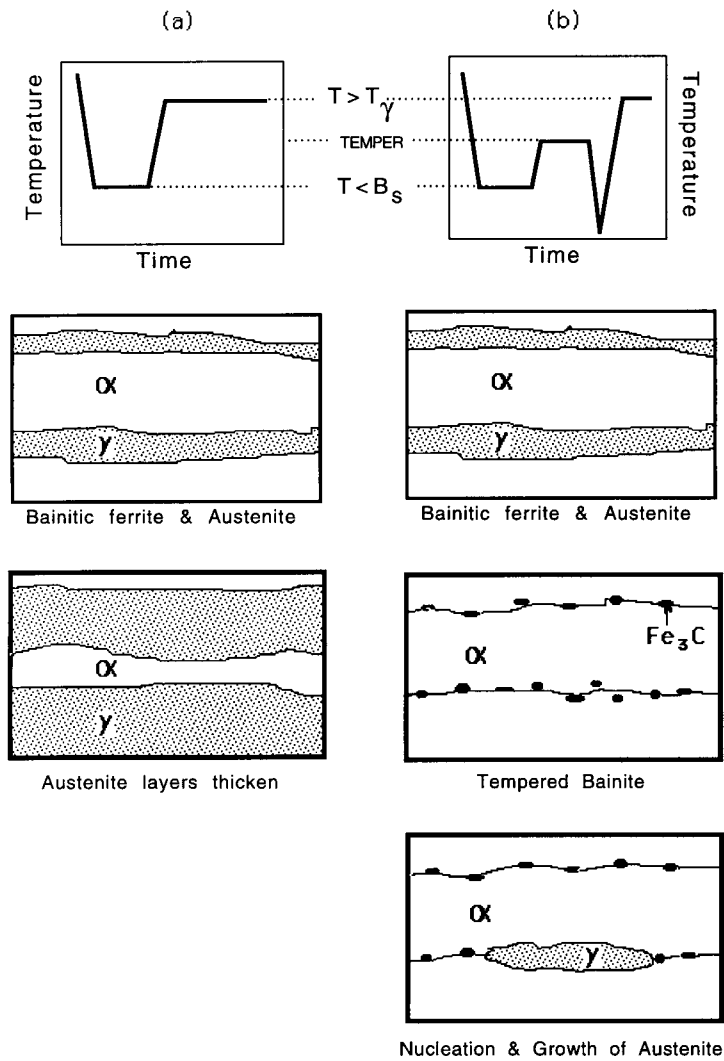 (a)
(b)
Temperature
T > Tγ
TEMPER
T < BS
Temperature
Time
Time
α
γ
Bainitic ferrite & Austenite
α
γ
Bainitic ferrite & Austenite
α
γ
Austenite layers thicken
Fe3C
α
Tempered Bainite
α
γ
Nucleation & Growth of Austenite